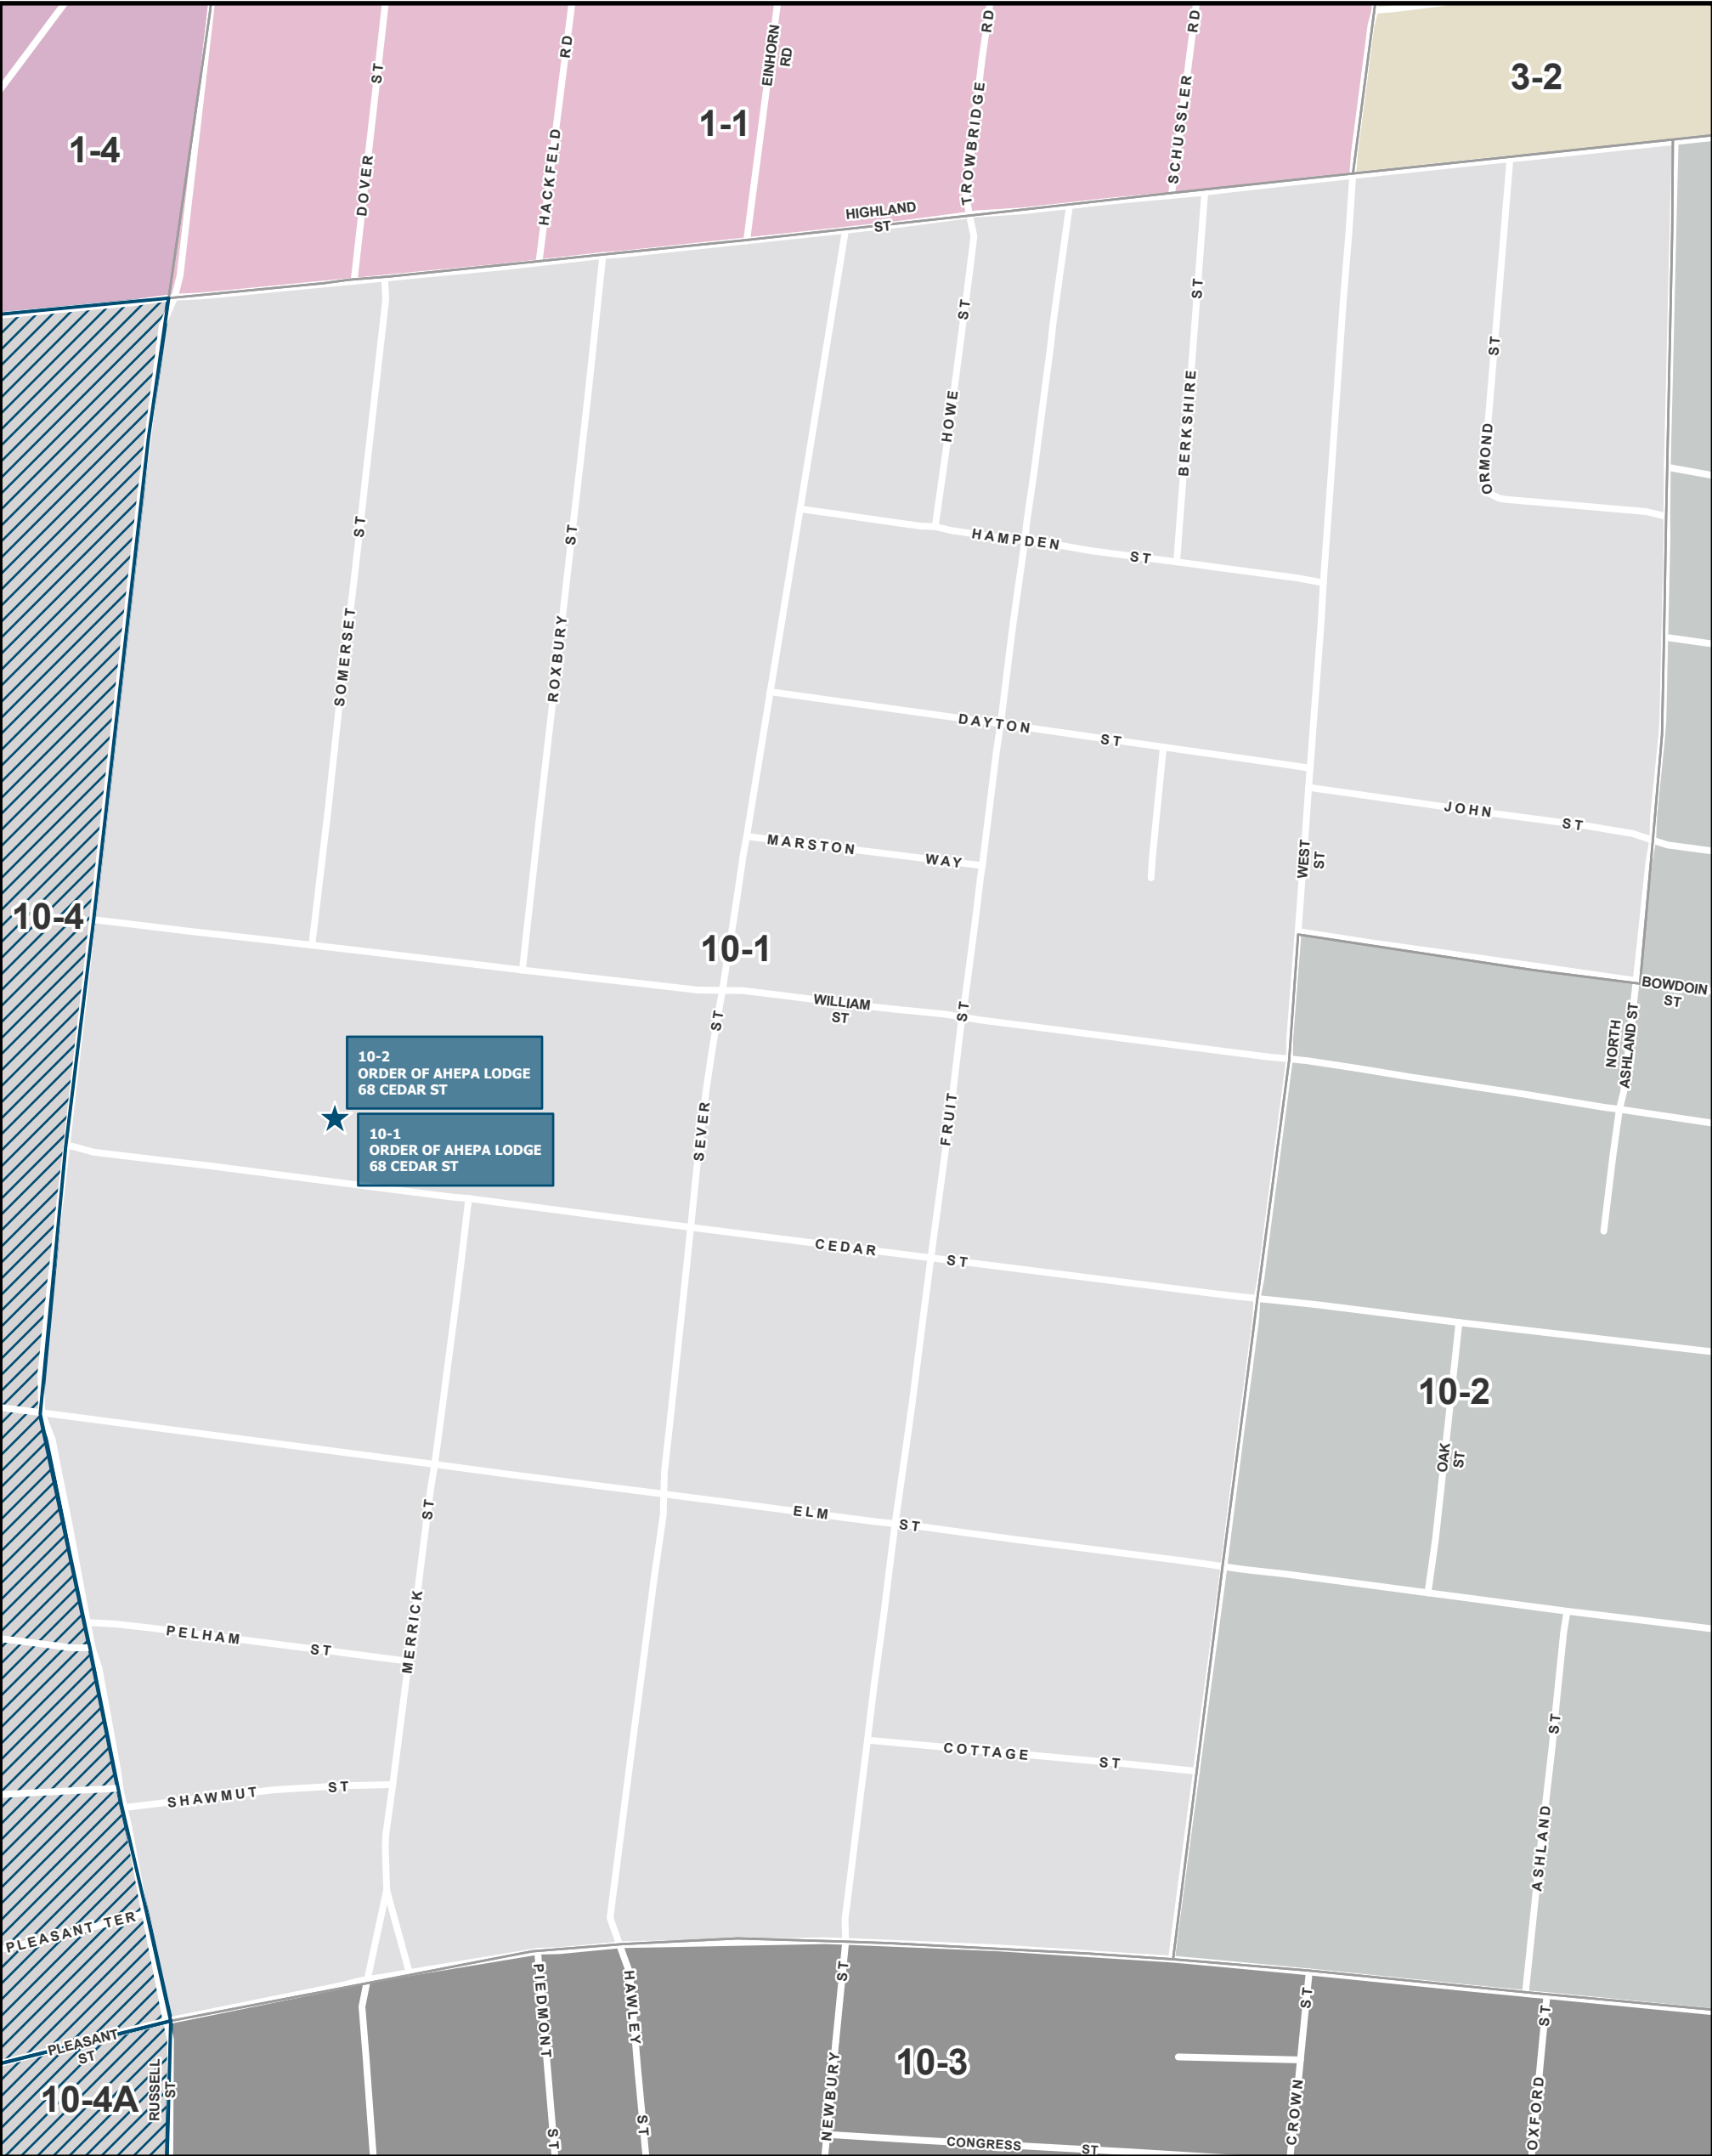 1-4
DOVER ST
HACKFELD RD
1-1
EINHORN
RD
TROWBRIDGE RD
SCHUSSLER RD
3-2
HIGHLAND
ST
SOMERSET ST
ROXBURY ST
HOWE ST
BERKSHIRE ST
ORMOND ST
HAMPDEN ST
DAYTON ST
MARSTON WAY
JOHN ST
WEST
ST
10-4
10-1
WILLIAM
ST
BOWDOIN
ST
NORTH
ASHLAND ST
10-2
ORDER OF AHEPA LODGE
68 CEDAR ST
10-1
ORDER OF AHEPA LODGE
68 CEDAR ST
SEVER ST
FRUIT ST
CEDAR ST
10-2
OAK
ST
ELM ST
MERRICK ST
PELHAM ST
COTTAGE ST
SHAWMUT ST
ASHLAND ST
PLEASANT TER
PLEASANT
ST
10-4A
RUSSELL
ST
PIEDMONT ST
HAWLEY ST
NEWBURY ST
10-3
CROWN ST
OXFORD ST
CONGRESS ST